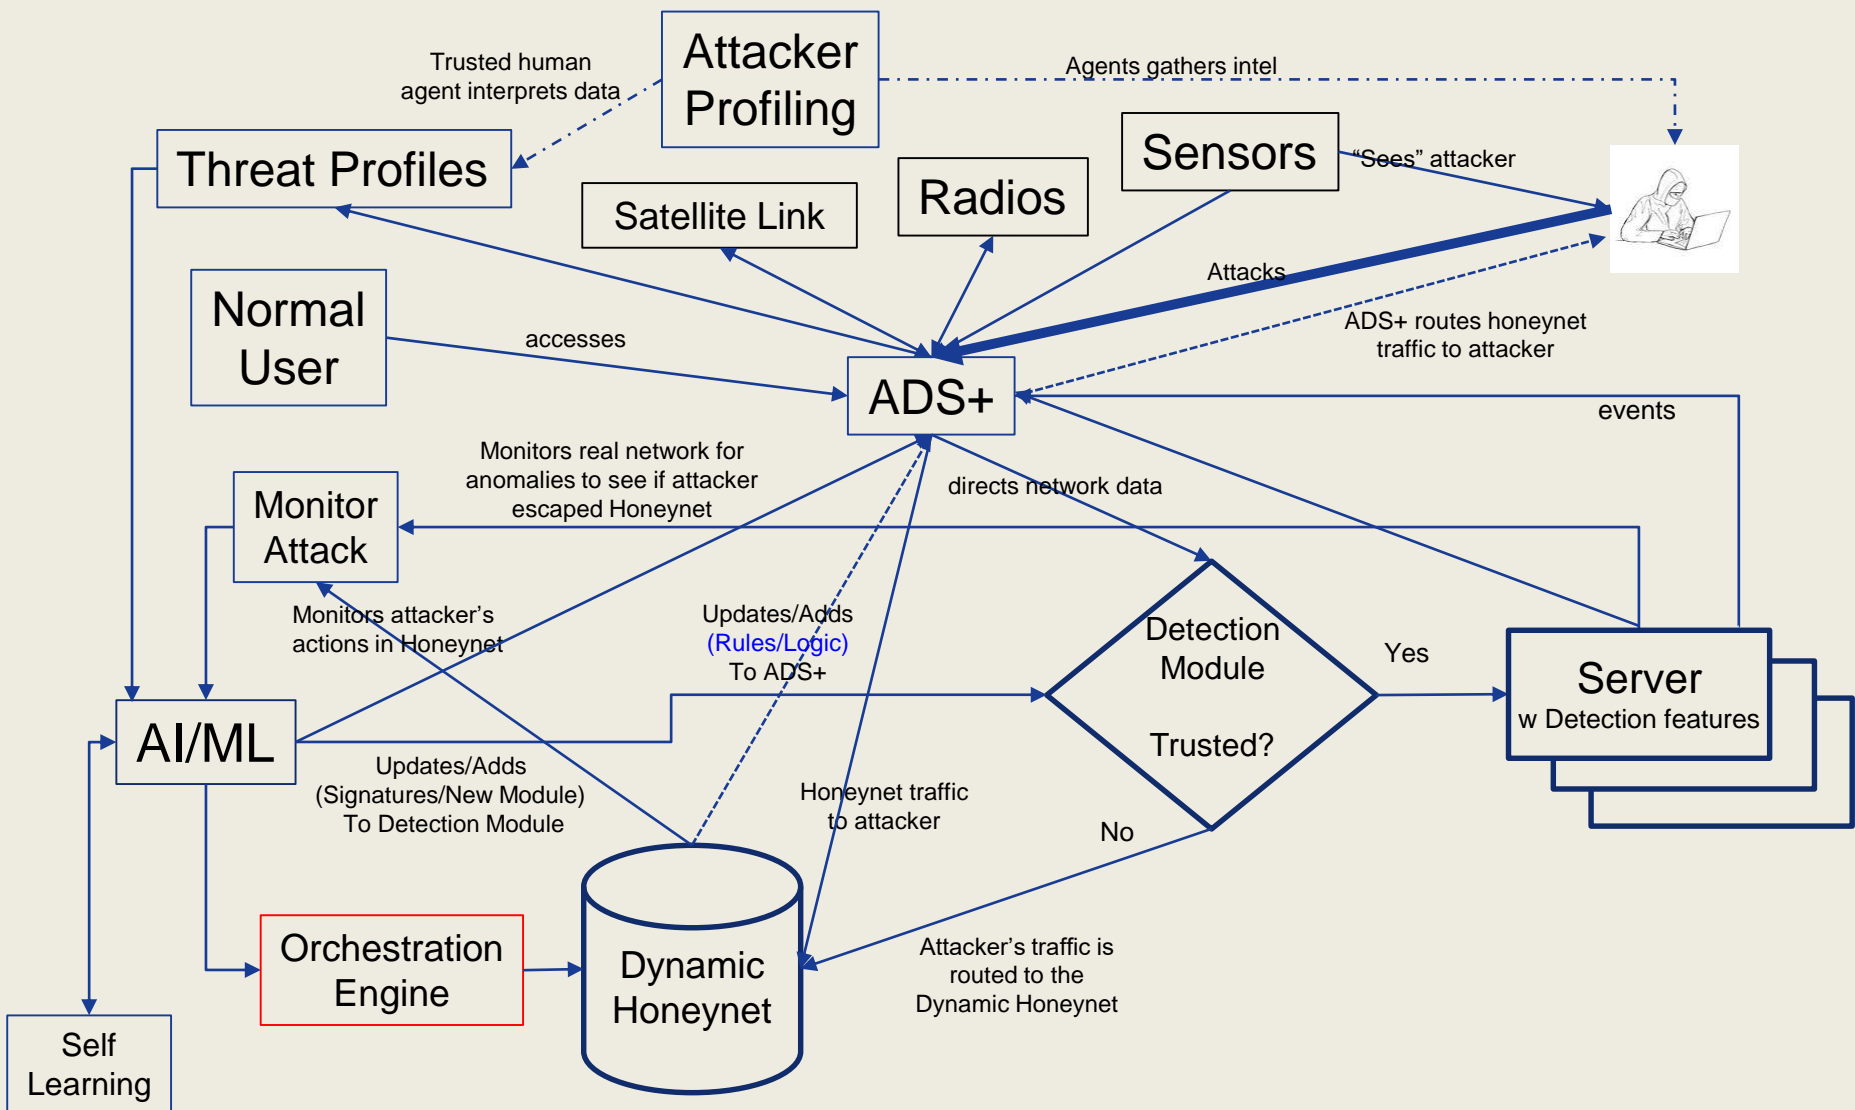 Attacker
Profiling
Trusted human
agent interprets data
Agents gathers intel
Threat Profiles
Satellite Link
Radios
Sensors
“Sees” attacker
Normal
User
accesses
Attacks
ADS+ routes honeynet
traffic to attacker
ADS+
events
Monitors real network for
anomalies to see if attacker
escaped Honeynet
directs network data
Monitor
Attack
Monitors attacker’s
actions in Honeynet
Updates/Adds
(Rules/Logic)
To ADS+
Detection
Module
Trusted?
Yes
Server
w Detection features
AI/ML
Updates/Adds
(Signatures/New Module)
To Detection Module
Honeynet traffic
to attacker
No
Orchestration
Engine
Dynamic
Honeynet
Attacker’s traffic is
routed to the
Dynamic Honeynet
Self
Learning